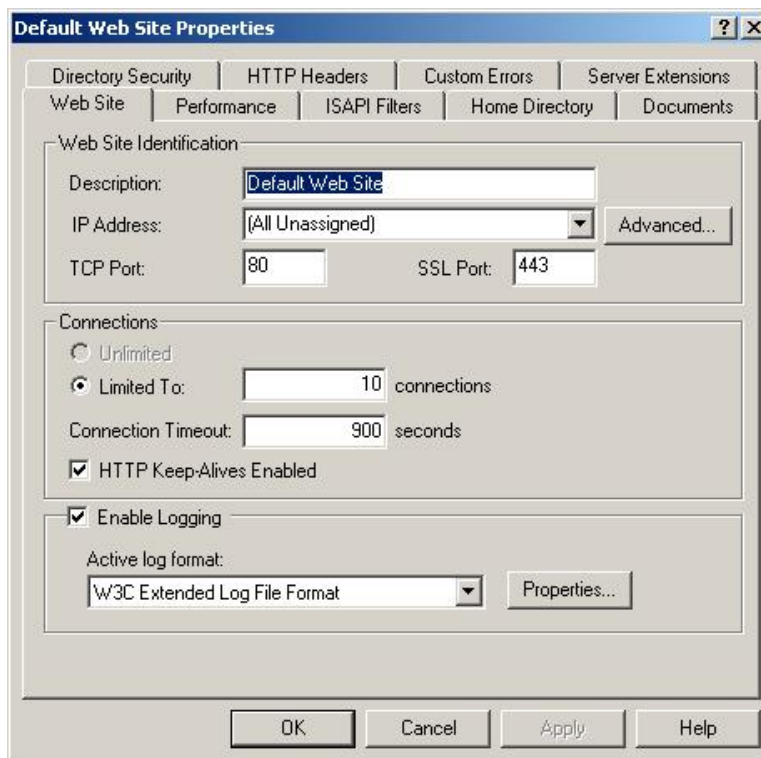 Default Web Site Properties
Directory Security HTTP Headers Custom Errors Server Extensions
Web Site Performance ISAPI Filters Home Directory Documents
Web Site Identification
Description: Default Web Site
IP Address: (All Unassigned) Advanced...
TCP Port: 80 SSL Port: 443
Connections
Unlimited
Limited To: 10 connections
Connection Timeout: 900 seconds
HTTP Keep-Alives Enabled
Enable Logging
Active log format:
W3C Extended Log File Format Properties...
OK Cancel Apply Help